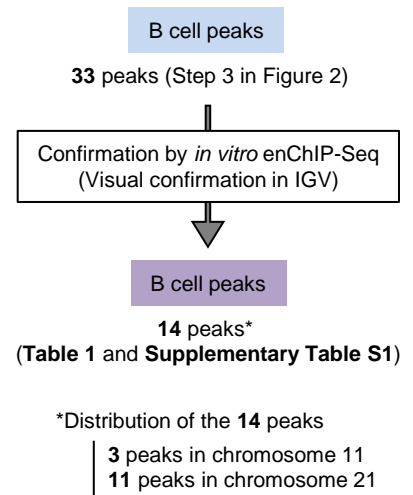 B cell peaks
33 peaks (Step 3 in Figure 2)
Confirmation by in vitro enChIP-Seq
(Visual confirmation in IGV)
B cell peaks
14 peaks*
(Table 1 and Supplementary Table S1)
*Distribution of the 14 peaks
3 peaks in chromosome 11
11 peaks in chromosome 21